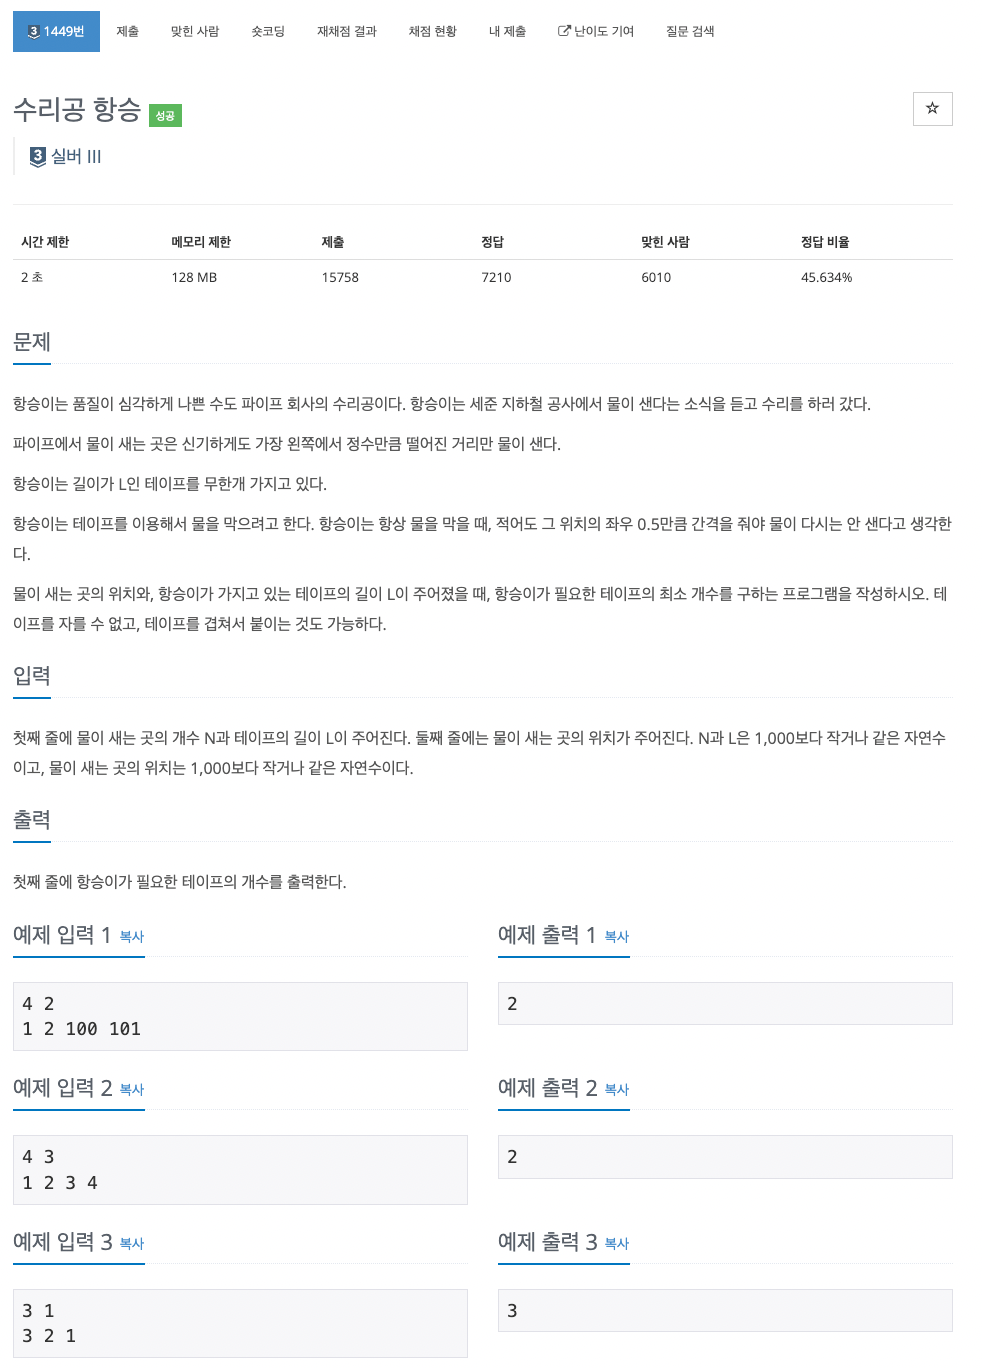 3 1449번 제출 맞힌 사람 숏코딩 재채점 결과 채점 현황 내 제출 난이도 기여 질문 검색
수리공 항승 성공
3 실버 III
시간 제한 메모리 제한 제출 정답 맞힌 사람 정답 비율
2 초 128 MB 15758 7210 6010 45.634%
문제
항승이는 품질이 심각하게 나쁜 수도 파이프 회사의 수리공이다. 항승이는 세준 지하철 공사에서 물이 샌다는 소식을 듣고 수리를 하러 갔다.
파이프에서 물이 새는 곳은 신기하게도 가장 왼쪽에서 정수만큼 떨어진 거리만 물이 샌다.
항승이는 길이가 L인 테이프를 무한개 가지고 있다.
항승이는 테이프를 이용해서 물을 막으려고 한다. 항승이는 항상 물을 막을 때, 적어도 그 위치의 좌우 0.5만큼 간격을 줘야 물이 다시는 안 샌다고 생각한
다.
물이 새는 곳의 위치와, 항승이가 가지고 있는 테이프의 길이 L이 주어졌을 때, 항승이가 필요한 테이프의 최소 개수를 구하는 프로그램을 작성하시오. 테
이프를 자를 수 없고, 테이프를 겹쳐서 붙이는 것도 가능하다.
입력
첫째 줄에 물이 새는 곳의 개수 N과 테이프의 길이 L이 주어진다. 둘째 줄에는 물이 새는 곳의 위치가 주어진다. N과 L은 1,000보다 작거나 같은 자연수
이고, 물이 새는 곳의 위치는 1,000보다 작거나 같은 자연수이다.
출력
첫째 줄에 항승이가 필요한 테이프의 개수를 출력한다.
예제 입력 1 복사
4 2
1 2 100 101
예제 출력 1 복사
2
예제 입력 2 복사
4 3
1 2 3 4
예제 출력 2 복사
2
예제 입력 3 복사
3 1
3 2 1
예제 출력 3 복사
3